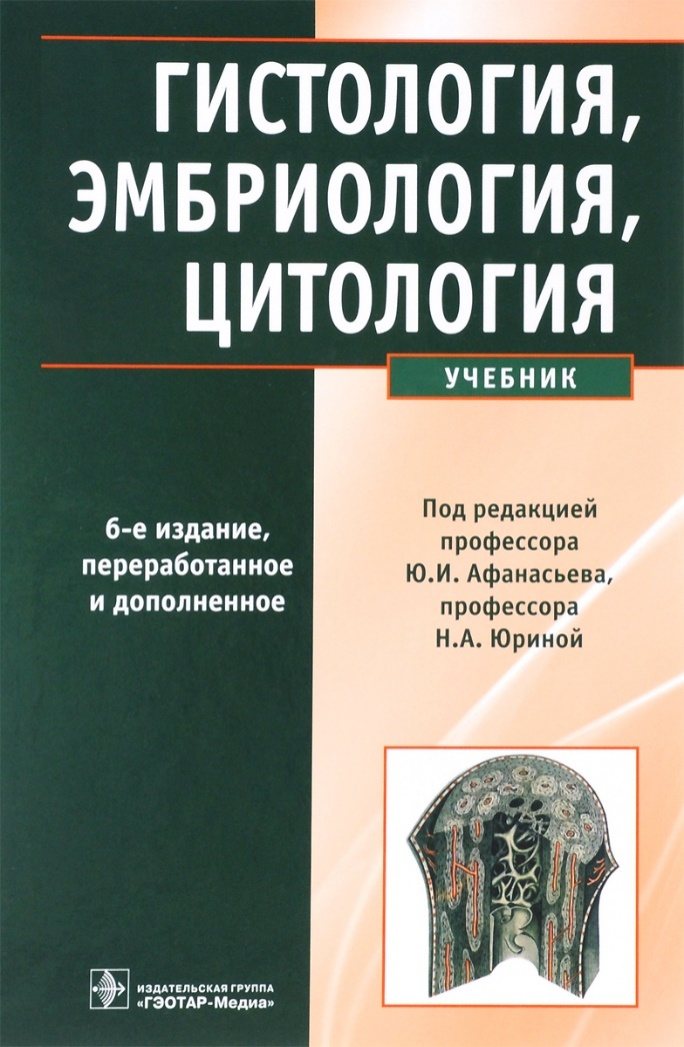 ГИСТОЛОГИЯ,
ЭМБРИОЛОГИЯ,
ЦИТОЛОГИЯ
УЧЕБНИК
6-е издание,
переработанное
и дополненное
Под редакцией
профессора
Ю.И. Афанасьева,
профессора
Н.А. Юриной
ИЗДАТЕЛЬСКАЯ ГРУППА
«ГЭОТАР-Медиа»